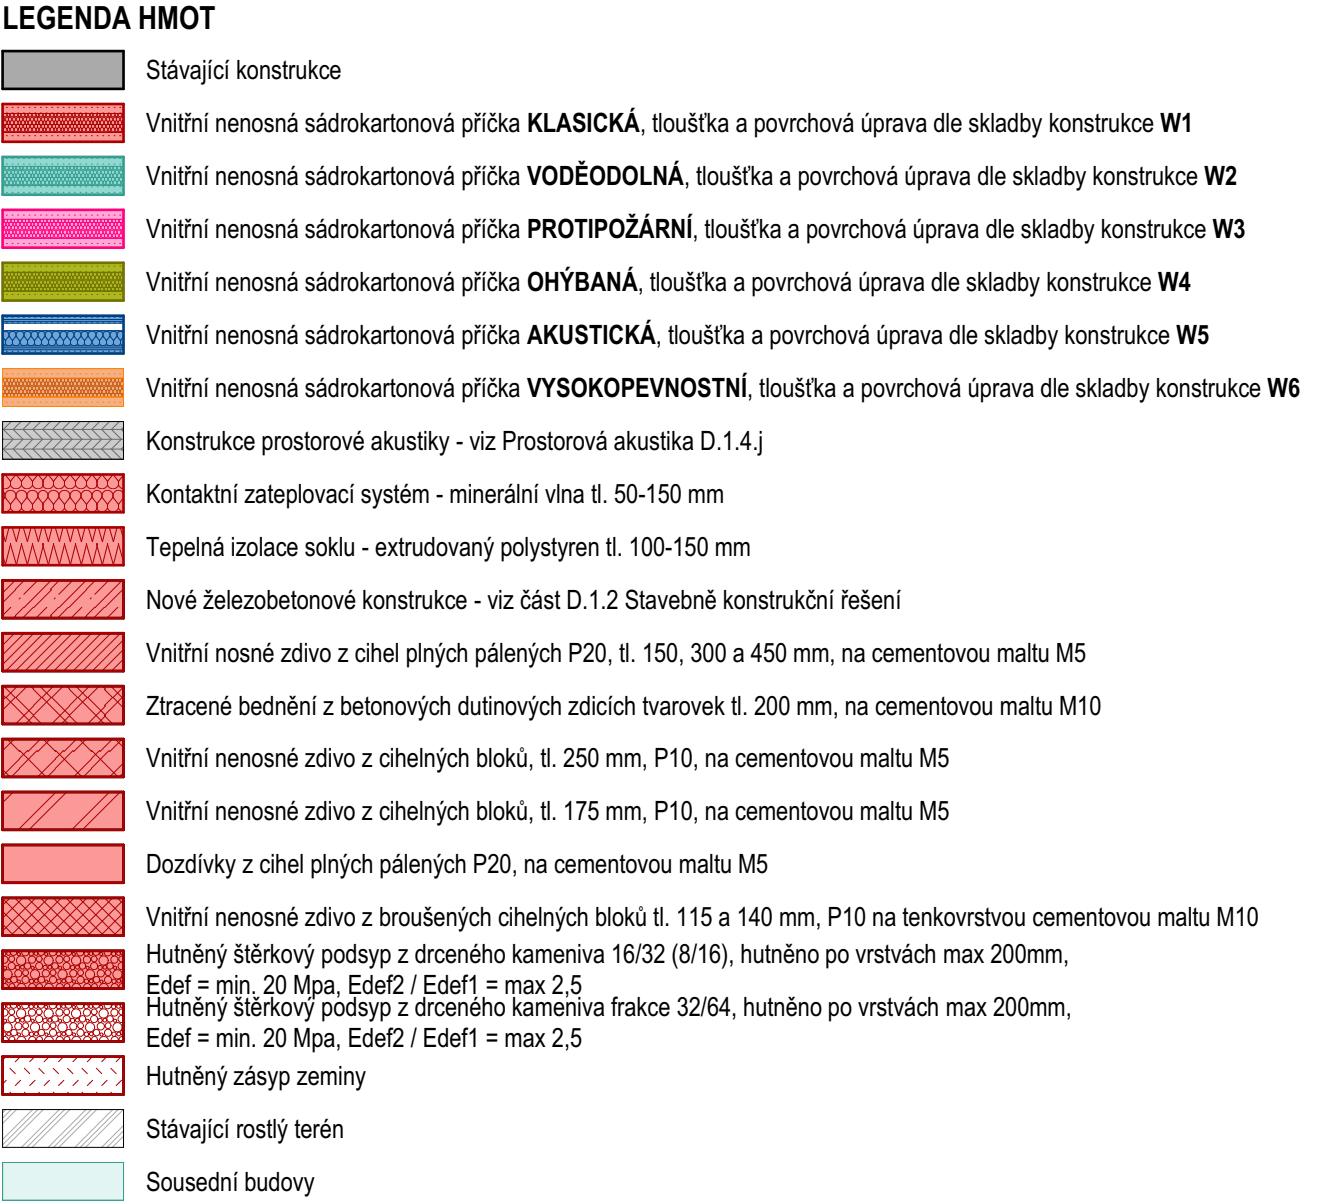 LEGENDA HMOT
Stávající konstrukce
Vnitřní nenosná sádrokartonová příčka KLASICKÁ, tloušťka a povrchová úprava dle skladby konstrukce W1
Vnitřní nenosná sádrokartonová příčka VODĚODOLNÁ, tloušťka a povrchová úprava dle skladby konstrukce W2
Vnitřní nenosná sádrokartonová příčka PROTIPOŽÁRNÍ, tloušťka a povrchová úprava dle skladby konstrukce W3
Vnitřní nenosná sádrokartonová příčka OHÝBANÁ, tloušťka a povrchová úprava dle skladby konstrukce W4
Vnitřní nenosná sádrokartonová příčka AKUSTICKÁ, tloušťka a povrchová úprava dle skladby konstrukce W5
Vnitřní nenosná sádrokartonová příčka VYSOKOPEVNOSTNÍ, tloušťka a povrchová úprava dle skladby konstrukce W6
Konstrukce prostorové akustiky - viz Prostorová akustika D.1.4.j
Kontaktní zateplovací systém - minerální vlna tl. 50-150 mm
Tepelná izolace soklu - extrudovaný polystyren tl. 100-150 mm
Nové železobetonové konstrukce - viz část D.1.2 Stavebně konstrukční řešení
Vnitřní nosné zdivo z cihel plných pálených P20, tl. 150, 300 a 450 mm, na cementovou maltu M5
Ztracené bednění z betonových dutinových zdicích tvarovek tl. 200 mm, na cementovou maltu M10
Vnitřní nenosné zdivo z cihelných bloků, tl. 250 mm, P10, na cementovou maltu M5
Vnitřní nenosné zdivo z cihelných bloků, tl. 175 mm, P10, na cementovou maltu M5
Dozdívky z cihel plných pálených P20, na cementovou maltu M5
Vnitřní nenosné zdivo z broušených cihelných bloků tl. 115 a 140 mm, P10 na tenkovrstvou cementovou maltu M10
Hutněný štěrkový podsyp z drceného kameniva 16/32 (8/16), hutněno po vrstvách max 200mm,
Edef = min. 20 Mpa, Edef2 / Edef1 = max 2,5
Hutněný štěrkový podsyp z drceného kameniva frakce 32/64, hutněno po vrstvách max 200mm,
Edef = min. 20 Mpa, Edef2 / Edef1 = max 2,5
Hutněný zásyp zeminy
Stávající rostlý terén
Sousední budovy